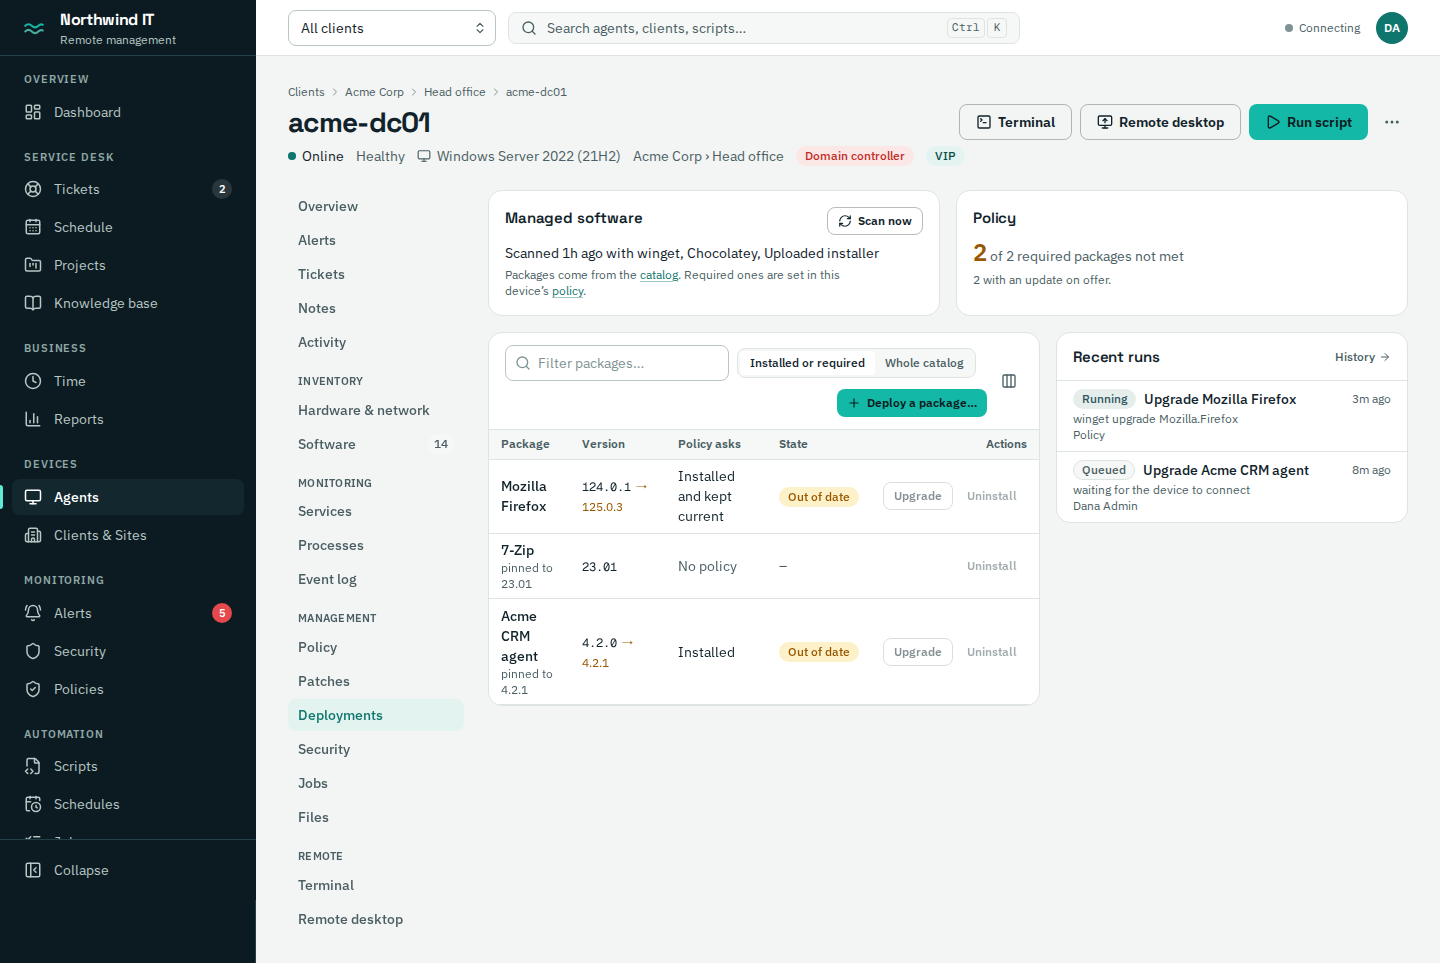 Northwind IT
Remote management
All clients
Search agents, clients, scripts...
Ctrl K
Connecting
DA
OVERVIEW
Dashboard
SERVICE DESK
Tickets 2
Schedule
Projects
Knowledge base
BUSINESS
Time
Reports
DEVICES
Agents
Clients & Sites
MONITORING
Alerts 5
Security
Policies
AUTOMATION
Scripts
Schedules
Collapse
Clients > Acme Corp > Head office > acme-dc01
acme-dc01
Terminal
Remote desktop
Run script
Online Healthy Windows Server 2022 (21H2) Acme Corp › Head office Domain controller VIP
Overview
Alerts
Tickets
Notes
Activity
INVENTORY
Hardware & network
Software 14
MONITORING
Services
Processes
Event log
MANAGEMENT
Policy
Patches
Deployments
Security
Jobs
Files
REMOTE
Terminal
Remote desktop
Managed software
Scan now
Scanned 1h ago with winget, Chocolatey, Uploaded installer
Packages come from the catalog. Required ones are set in this
device's policy.
Policy
2 of 2 required packages not met
2 with an update on offer.
Filter packages...
Installed or required
Whole catalog
Deploy a package...
Package Version Policy asks State Actions
Mozilla
Firefox
124.0.1 →
125.0.3
Installed
and kept
current
Out of date
Upgrade
Uninstall
7-Zip
pinned to
23.01
23.01
No policy
–
Uninstall
Acme
CRM
agent
pinned to
4.2.1
4.2.0 →
4.2.1
Installed
Out of date
Upgrade
Uninstall
Recent runs
History →
Running Upgrade Mozilla Firefox 3m ago
winget upgrade Mozilla.Firefox
Policy
Queued Upgrade Acme CRM agent 8m ago
waiting for the device to connect
Dana Admin